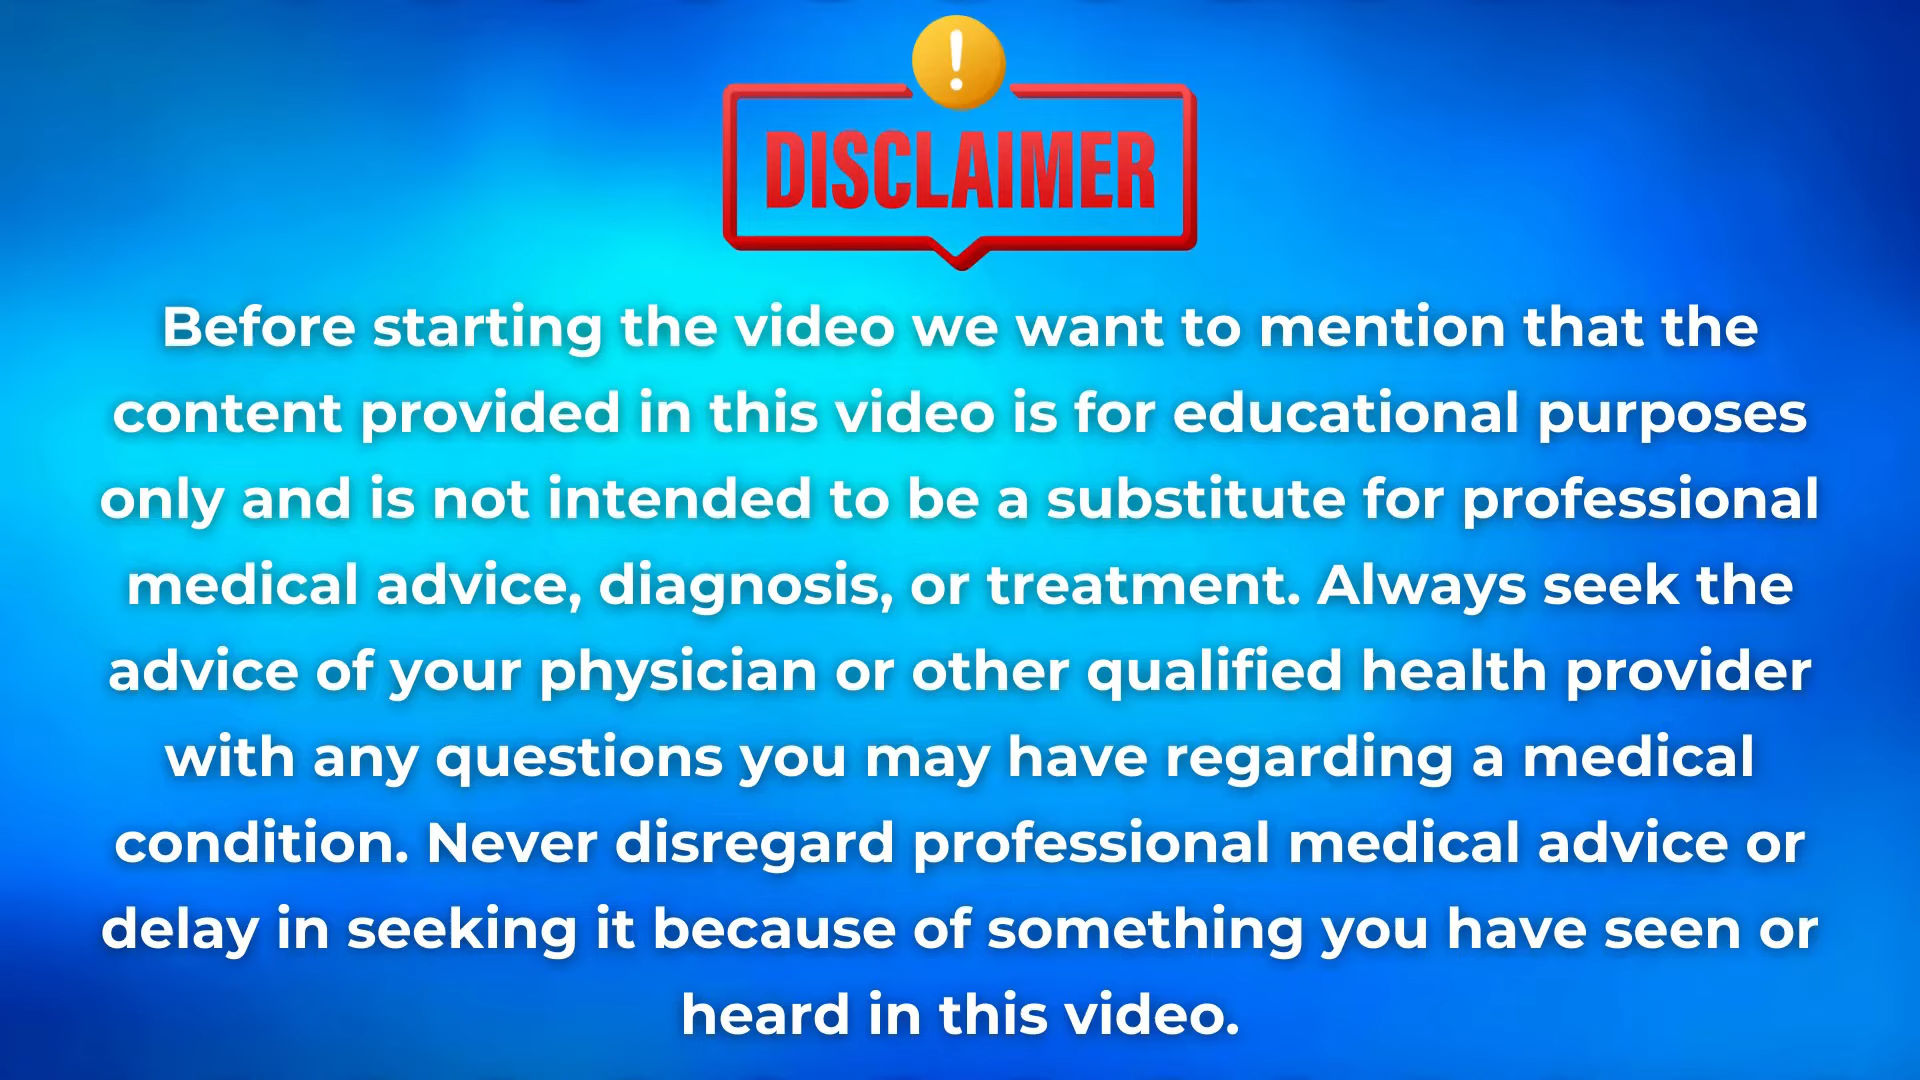 !
DISCLAIMER
Before starting the video we want to mention that the
content provided in this video is for educational purposes
only and is not intended to be a substitute for professional
medical advice, diagnosis, or treatment. Always seek the
advice of your physician or other qualified health provider
with any questions you may have regarding a medical
condition. Never disregard professional medical advice or
delay in seeking it because of something you have seen or
heard in this video.